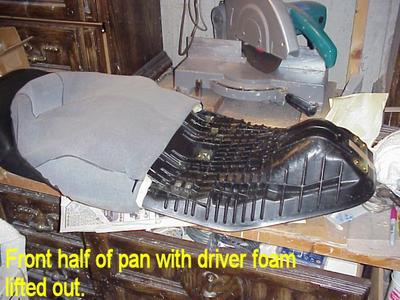 Front half of pan with driver foam
lifted out.